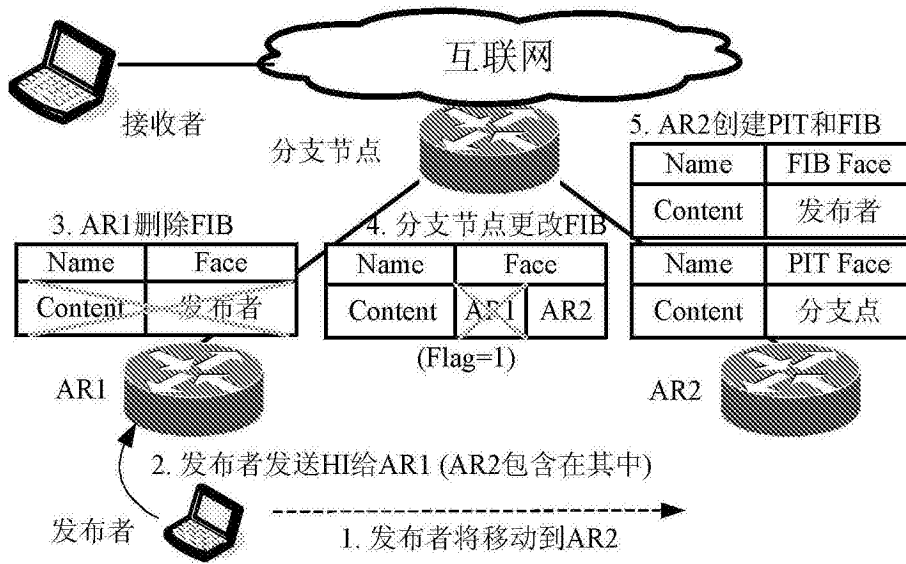 互联网
接收者
分支节点
5. AR2创建PIT和FIB
Name FIB Face
Content 发布者
3. AR1删除FIB
Name Face
Content 发布者
4. 分支节点更改FIB
Name Face
Content AR1 AR2
(Flag=1)
Name PIT Face
Content 分支点
AR1
AR2
2. 发布者发送HI给AR1 (AR2包含在其中)
发布者
1. 发布者将移动到AR2